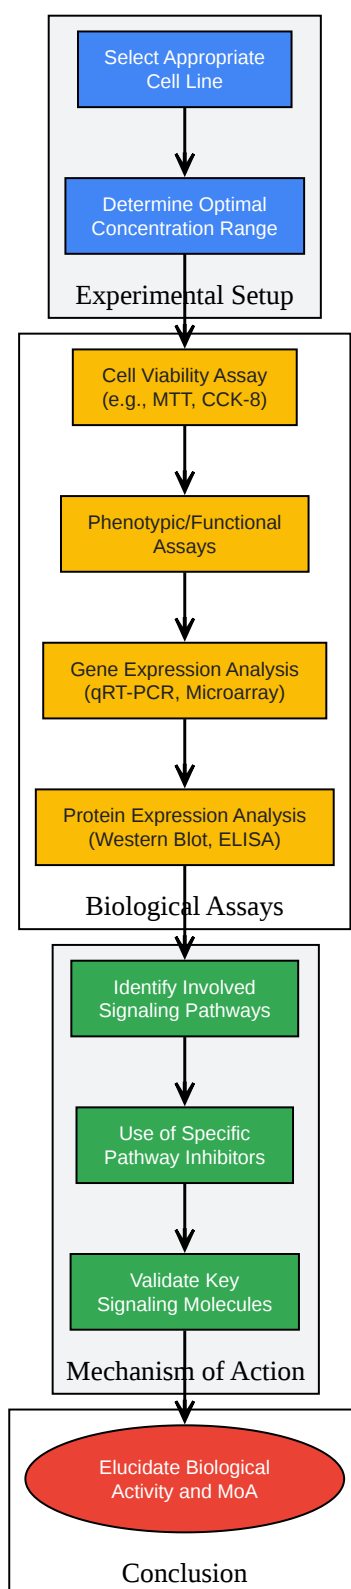 Select Appropriate
Cell Line
Determine Optimal
Concentration Range
Experimental Setup
Cell Viability Assay
(e.g., MTT, CCK-8)
Phenotypic/Functional
Assays
Gene Expression Analysis
(qRT-PCR, Microarray)
Protein Expression Analysis
(Western Blot, ELISA)
Biological Assays
Identify Involved
Signaling Pathways
Use of Specific
Pathway Inhibitors
Validate Key
Signaling Molecules
Mechanism of Action
Elucidate Biological
Activity and MoA
Conclusion